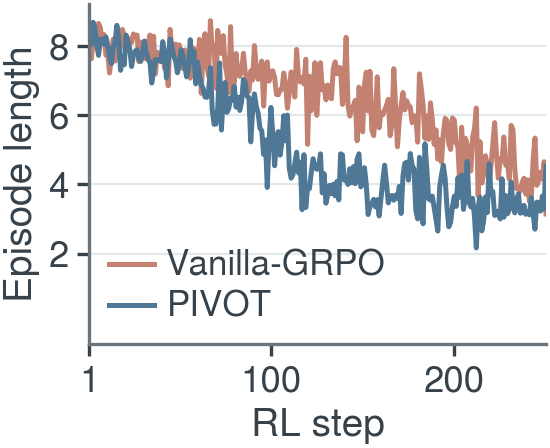 Episode length
8
6
4
2
Vanilla-GRPO
PIVOT
1
100
200
RL step